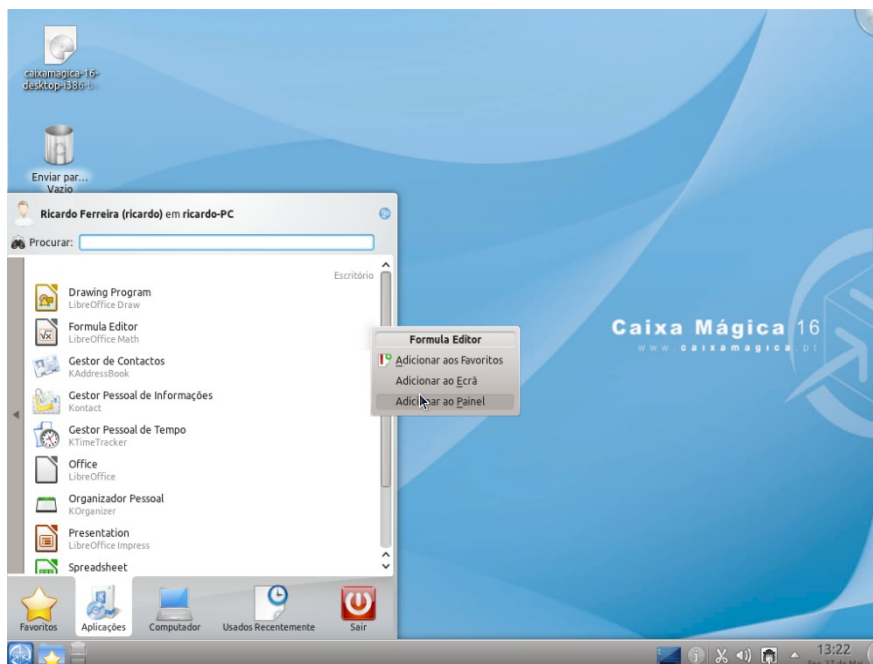 caixamagica-16-
desktop-i386-
Enviar par...
Vazio
Ricardo Ferreira (ricardo) em ricardo-PC
Procurar:
Escritório
Drawing Program
LibreOffice Draw
Formula Editor
LibreOffice Math
Gestor de Contactos
KAddressBook
Gestor Pessoal de Informações
Kontact
Gestor Pessoal de Tempo
KTimeTracker
Office
LibreOffice
Organizador Pessoal
KOrganizer
Presentation
LibreOffice Impress
Spreadsheet
Formula Editor
Adicionar aos Favoritos
Adicionar ao Ecrã
Adicionar ao Painel
Caixa Mágica 16
www.caixamagica.pt
Favoritos
Aplicações
Computador
Usados Recentemente
Sair
13:22